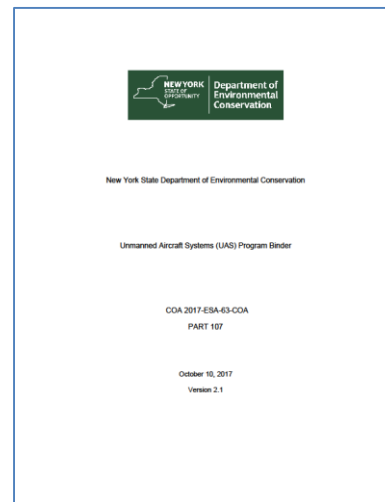 NEW YORK
STATE OF
OPPORTUNITY
Department of
Environmental
Conservation
New York State Department of Environmental Conservation
Unmanned Aircraft Systems (UAS) Program Binder
COA 2017-ESA-63-COA
PART 107
October 10, 2017
Version 2.1